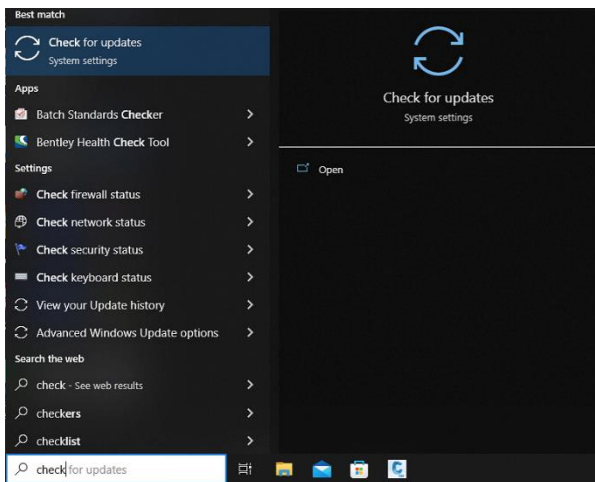 Best match
Check for updates
System settings
Apps
Batch Standards Checker
Bentley Health Check Tool
Settings
Check firewall status
Check network status
Check security status
Check keyboard status
View your Update history
Advanced Windows Update options
Search the web
check - See web results
checkers
checklist
check for updates
Check for updates
System settings
Open